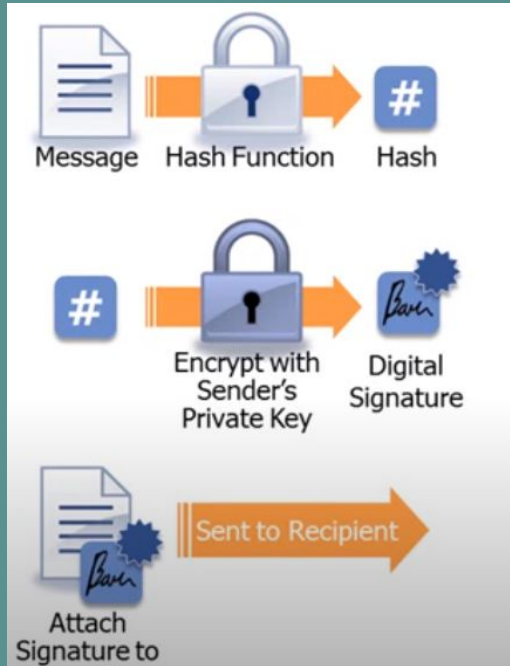 Message Hash Function Hash
#
#
Encrypt with
Sender's
Private Key
Digital
Signature
Sent to Recipient
Attach
Signature to